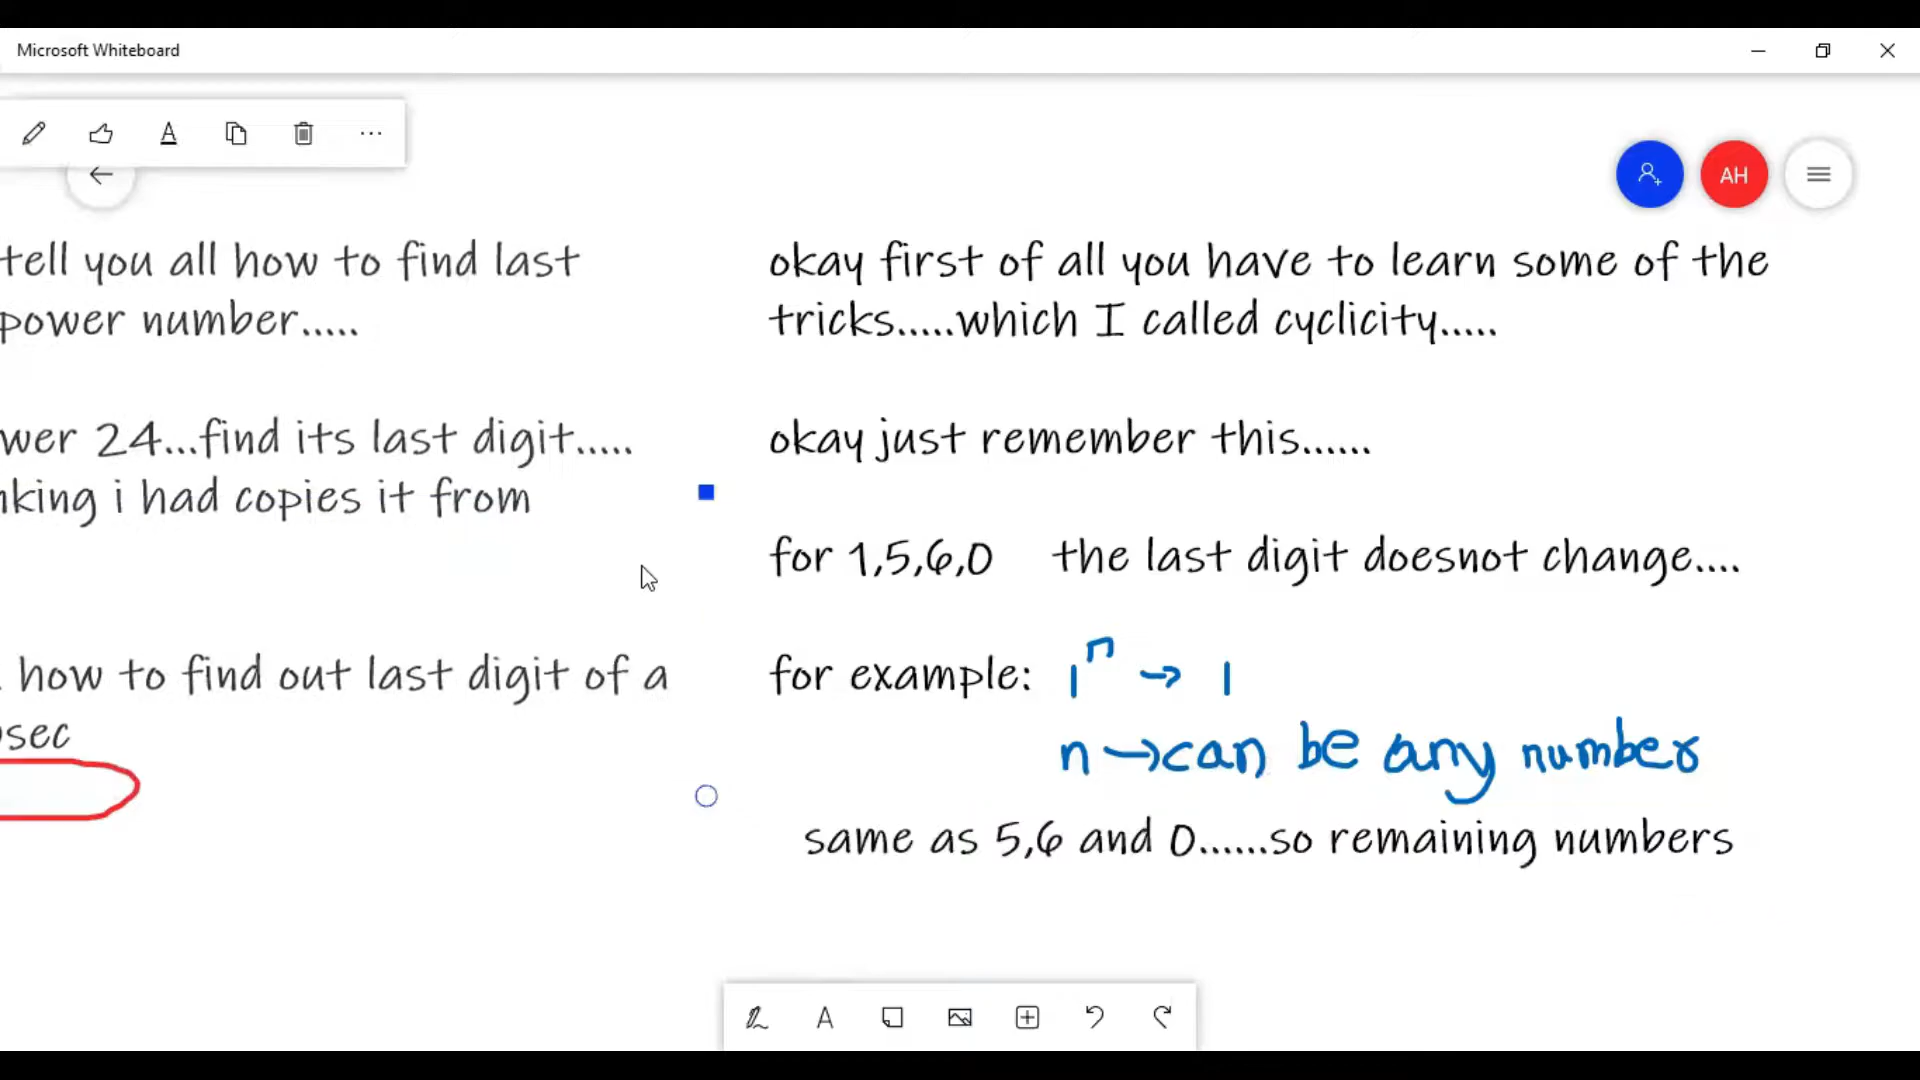 Microsoft Whiteboard
AH
tell you all how to find last
power number.....
wer 24...find its last digit.....
nking i had copies it from
how to find out last digit of a
sec
okay first of all you have to learn some of the
tricks.....which I called cyclicity.....
okay just remember this......
for 1,5,6,0 the last digit doesnot change....
for example: 1ⁿ → 1
n → can be any number
same as 5,6 and 0......so remaining numbers